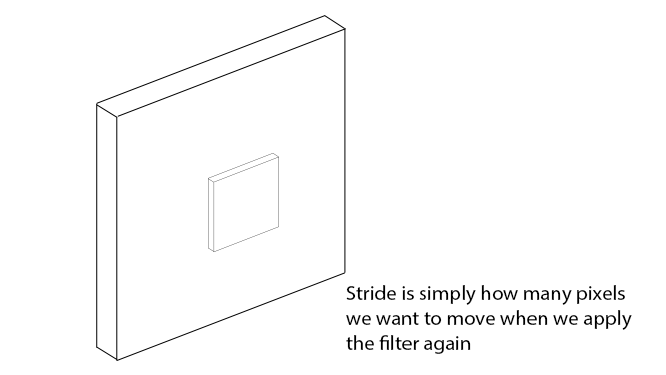 Stride is simply how many pixels
we want to move when we apply
the filter again